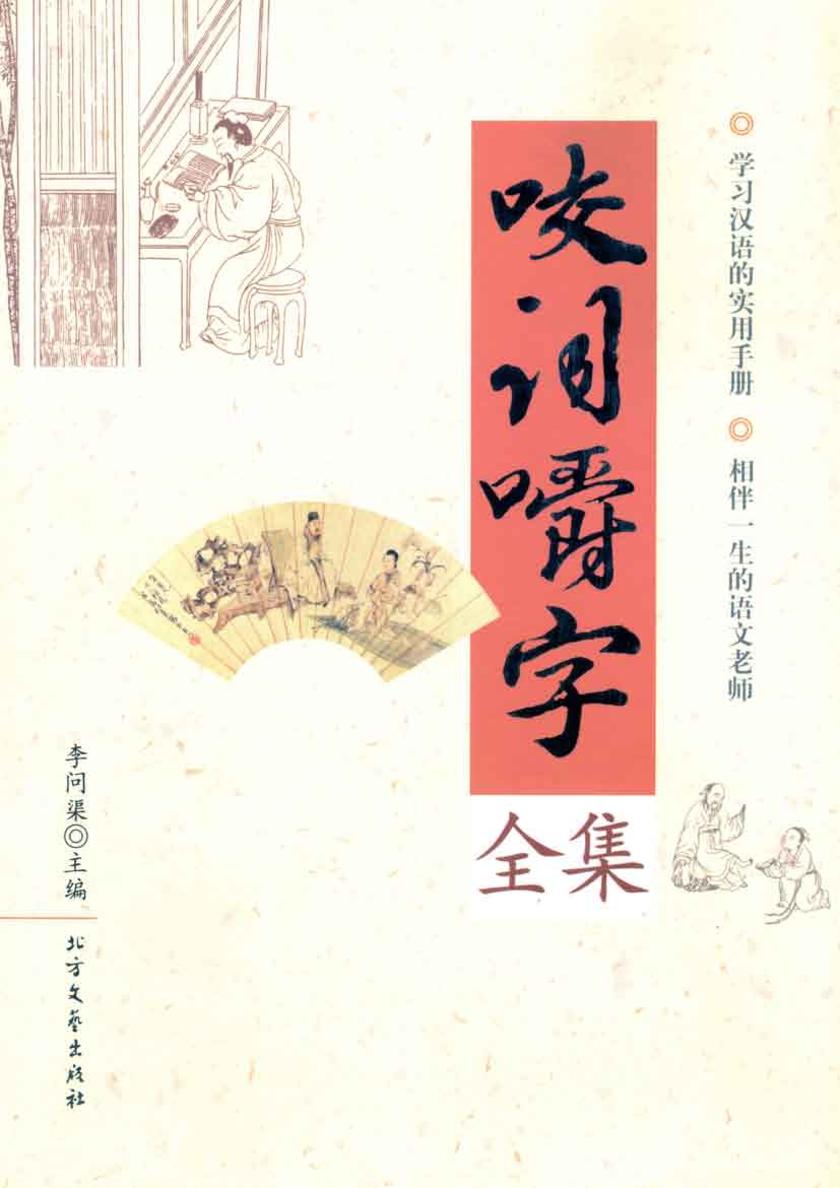 学习汉语的实用手册
相伴一生的语文老师
咬词嚼字
全集
李问渠◎主编
北方文艺出版社